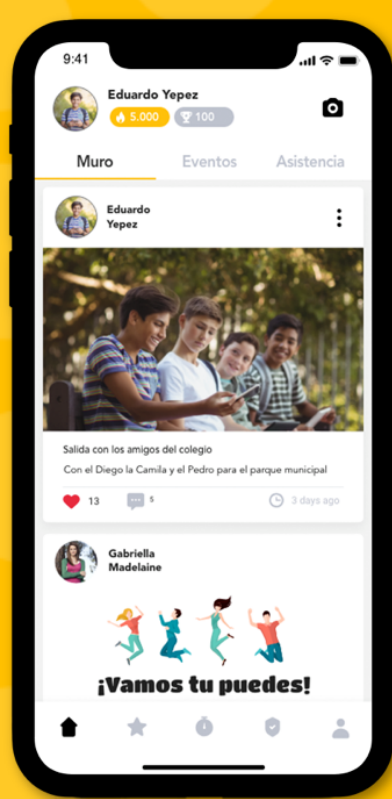 9:41
Eduardo Yepez
5.000 100
Muro Eventos Asistencia
Eduardo
Yepez
Salida con los amigos del colegio
Con el Diego la Camila y el Pedro para el parque municipal
13 5 3 days ago
Gabriella
Madelaine
¡Vamos tu puedes!